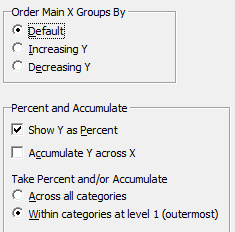 Order Main X Groups By
Default
Increasing Y
Decreasing Y
Percent and Accumulate
Show Y as Percent
Accumulate Y across X
Take Percent and/or Accumulate
Across all categories
Within categories at level 1 (outermost)